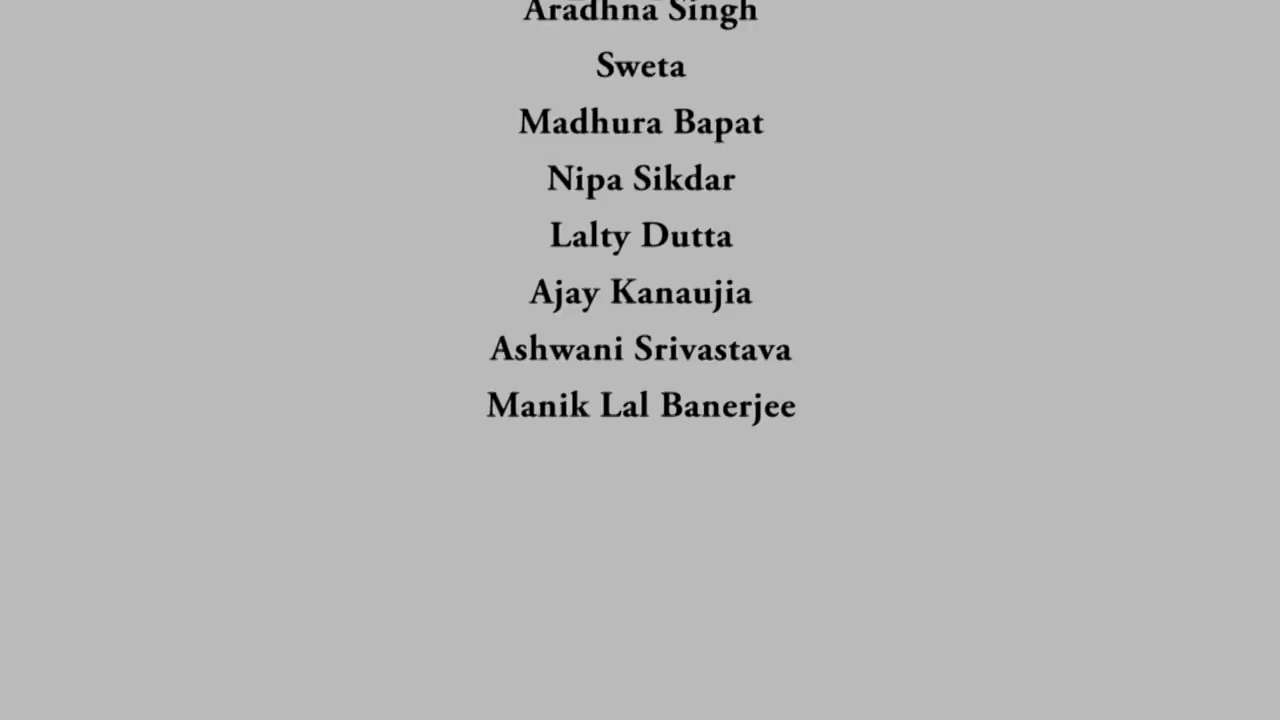 Aradhna Singh
Sweta
Madhura Bapat
Nipa Sikdar
Lalty Dutta
Ajay Kanaujia
Ashwani Srivastava
Manik Lal Banerjee